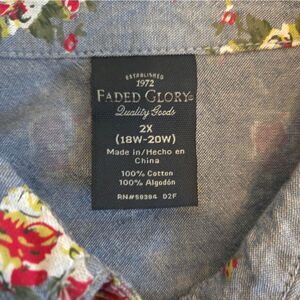 ESTABLISHED
1972
FADED GLORY®
Quality Goods
2X
(18W-20W)
Made in/Hecho en
China
100% Cotton
100% Algodón
RN#59394 D2F